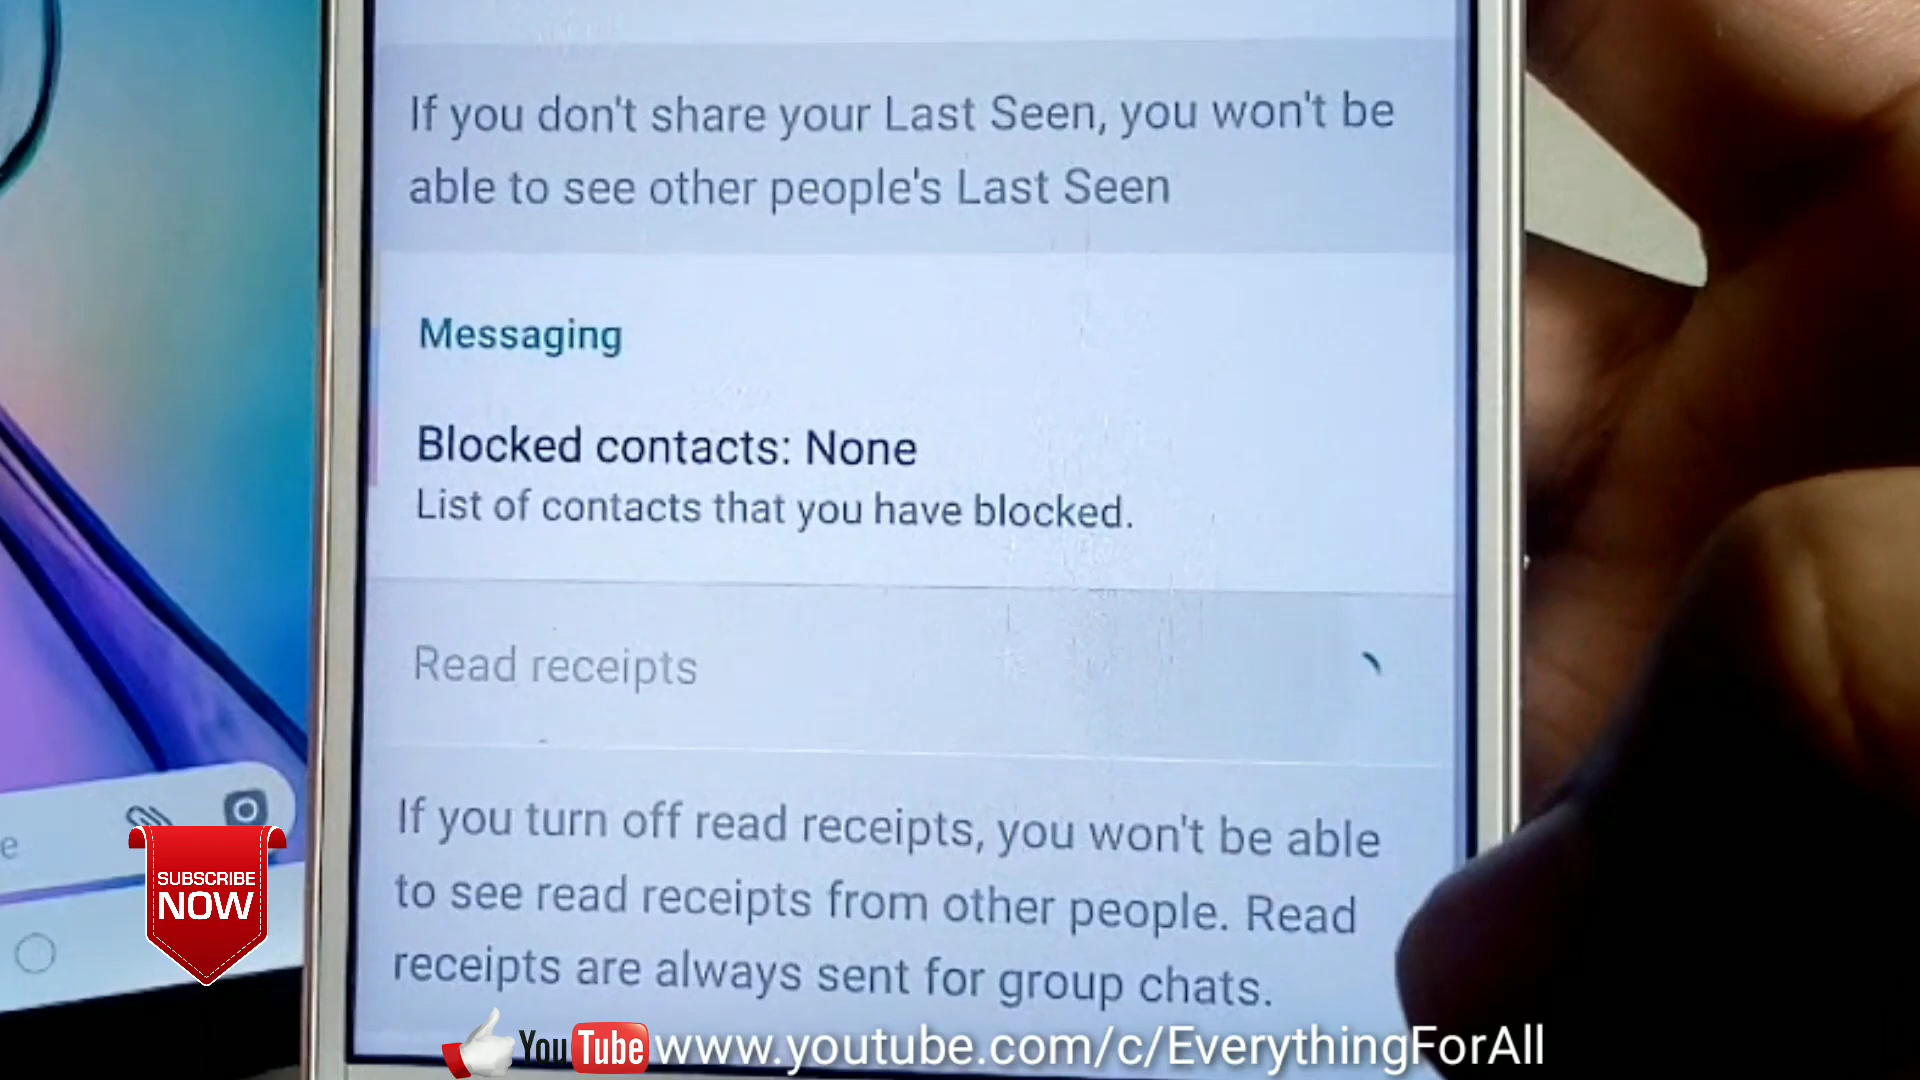 If you don't share your Last Seen, you won't be
able to see other people's Last Seen
Messaging
Blocked contacts: None
List of contacts that you have blocked.
Read receipts
If you turn off read receipts, you won't be able
to see read receipts from other people. Read
receipts are always sent for group chats.
e
SUBSCRIBE
NOW
YouTube www.youtube.com/c/EverythingForAll